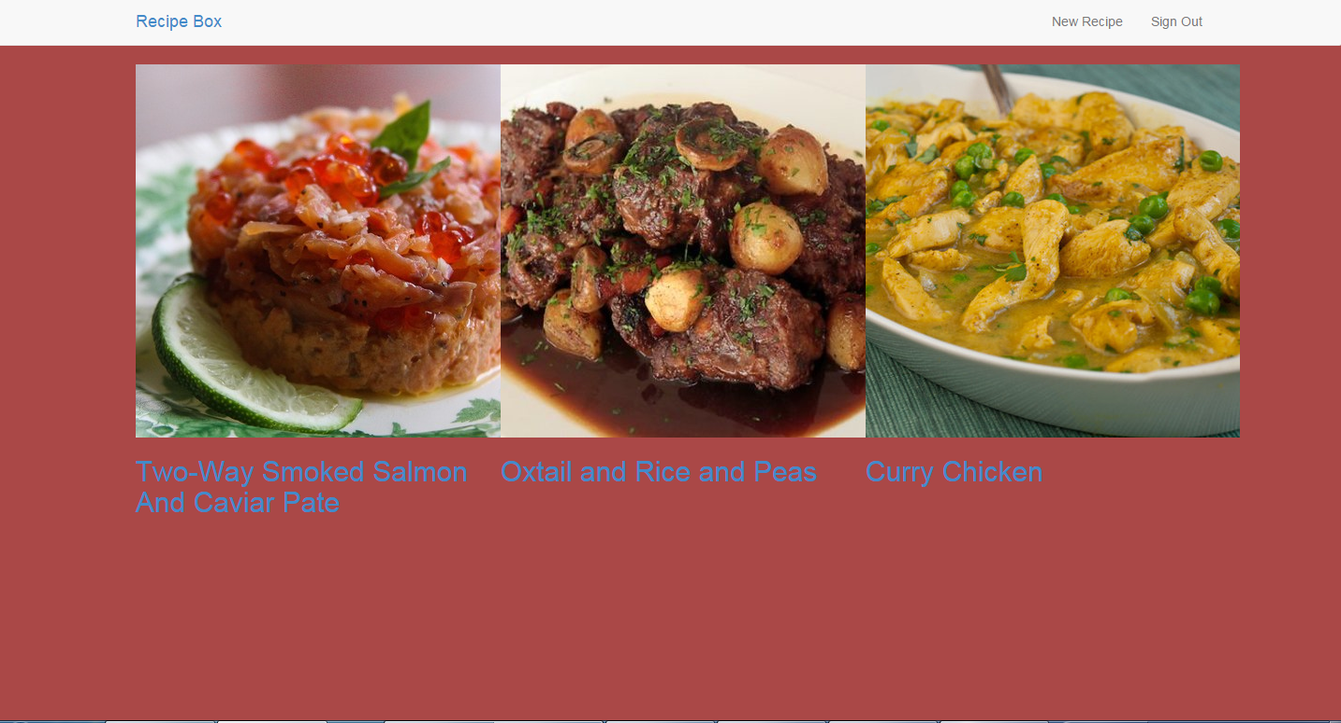 Recipe Box
New Recipe
Sign Out
Two-Way Smoked Salmon
And Caviar Pate
Oxtail and Rice and Peas
Curry Chicken